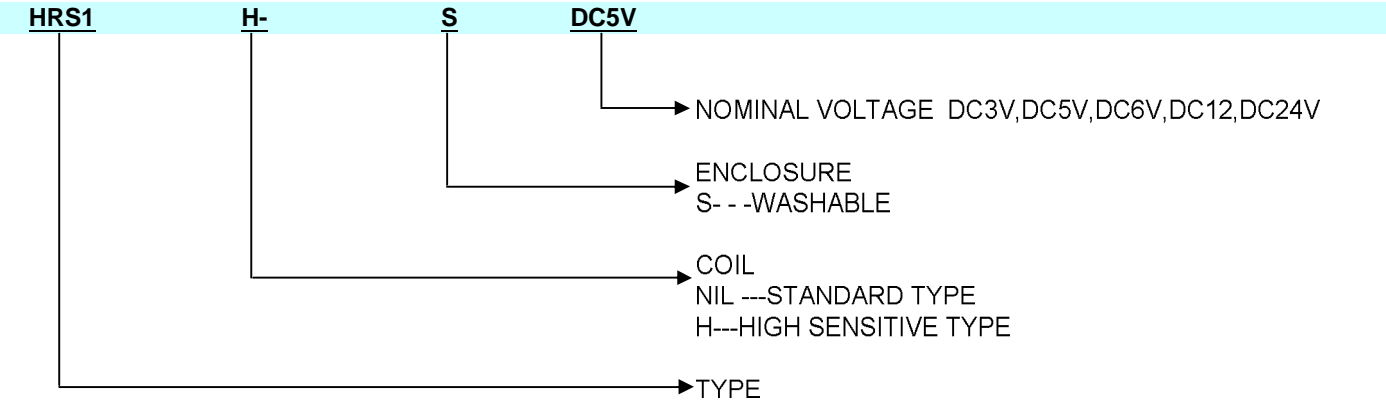 HRS1 H- S DC5V
NOMINAL VOLTAGE DC3V,DC5V,DC6V,DC12,DC24V
ENCLOSURE
S- - -WASHABLE
COIL
NIL ---STANDARD TYPE
H---HIGH SENSITIVE TYPE
TYPE